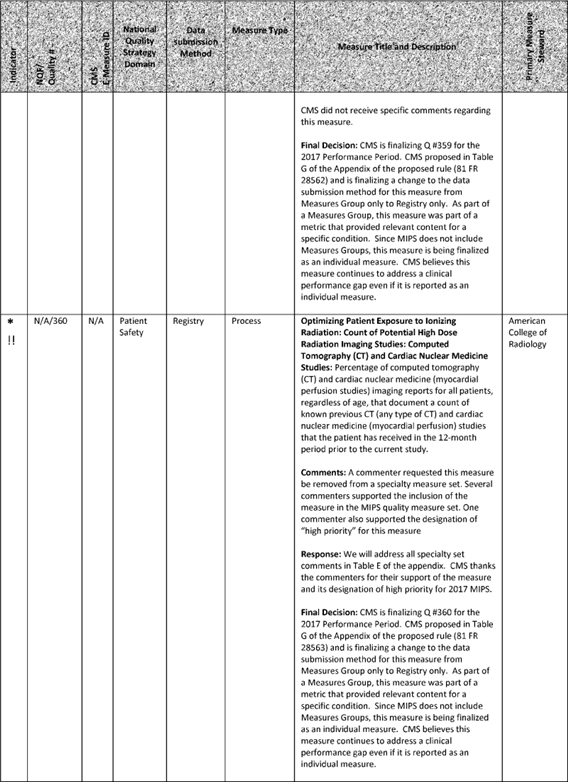 Indicator
NQF/
Quality #
CMS
E-Measure ID
National
Quality
Strategy
Domain
Data
submission
Method
Measure Type
Measure Title and Description
Primary Measure
Steward
CMS did not receive specific comments regarding
this measure.
Final Decision: CMS is finalizing Q #359 for the
2017 Performance Period. CMS proposed in Table
G of the Appendix of the proposed rule (81 FR
28562) and is finalizing a change to the data
submission method for this measure from
Measures Group only to Registry only. As part of
a Measures Group, this measure was part of a
metric that provided relevant content for a
specific condition. Since MIPS does not include
Measures Groups, this measure is being finalized
as an individual measure. CMS believes this
measure continues to address a clinical
performance gap even if it is reported as an
individual measure.
*
!!
N/A/360
N/A
Patient
Safety
Registry
Process
Optimizing Patient Exposure to Ionizing
Radiation: Count of Potential High Dose
Radiation Imaging Studies: Computed
Tomography (CT) and Cardiac Nuclear Medicine
Studies: Percentage of computed tomography
(CT) and cardiac nuclear medicine (myocardial
perfusion studies) imaging reports for all patients,
regardless of age, that document a count of
known previous CT (any type of CT) and cardiac
nuclear medicine (myocardial perfusion) studies
that the patient has received in the 12-month
period prior to the current study.
Comments: A commenter requested this measure
be removed from a specialty measure set. Several
commenters supported the inclusion of the
measure in the MIPS quality measure set. One
commenter also supported the designation of
"high priority" for this measure
Response: We will address all specialty set
comments in Table E of the appendix. CMS thanks
the commenters for their support of the measure
and its designation of high priority for 2017 MIPS.
Final Decision: CMS is finalizing Q #360 for the
2017 Performance Period. CMS proposed in Table
G of the Appendix of the proposed rule (81 FR
28563) and is finalizing a change to the data
submission method for this measure from
Measures Group only to Registry only. As part of
a Measures Group, this measure was part of a
metric that provided relevant content for a
specific condition. Since MIPS does not include
Measures Groups, this measure is being finalized
as an individual measure. CMS believes this
measure continues to address a clinical
performance gap even if it is reported as an
individual measure.
American
College of
Radiology